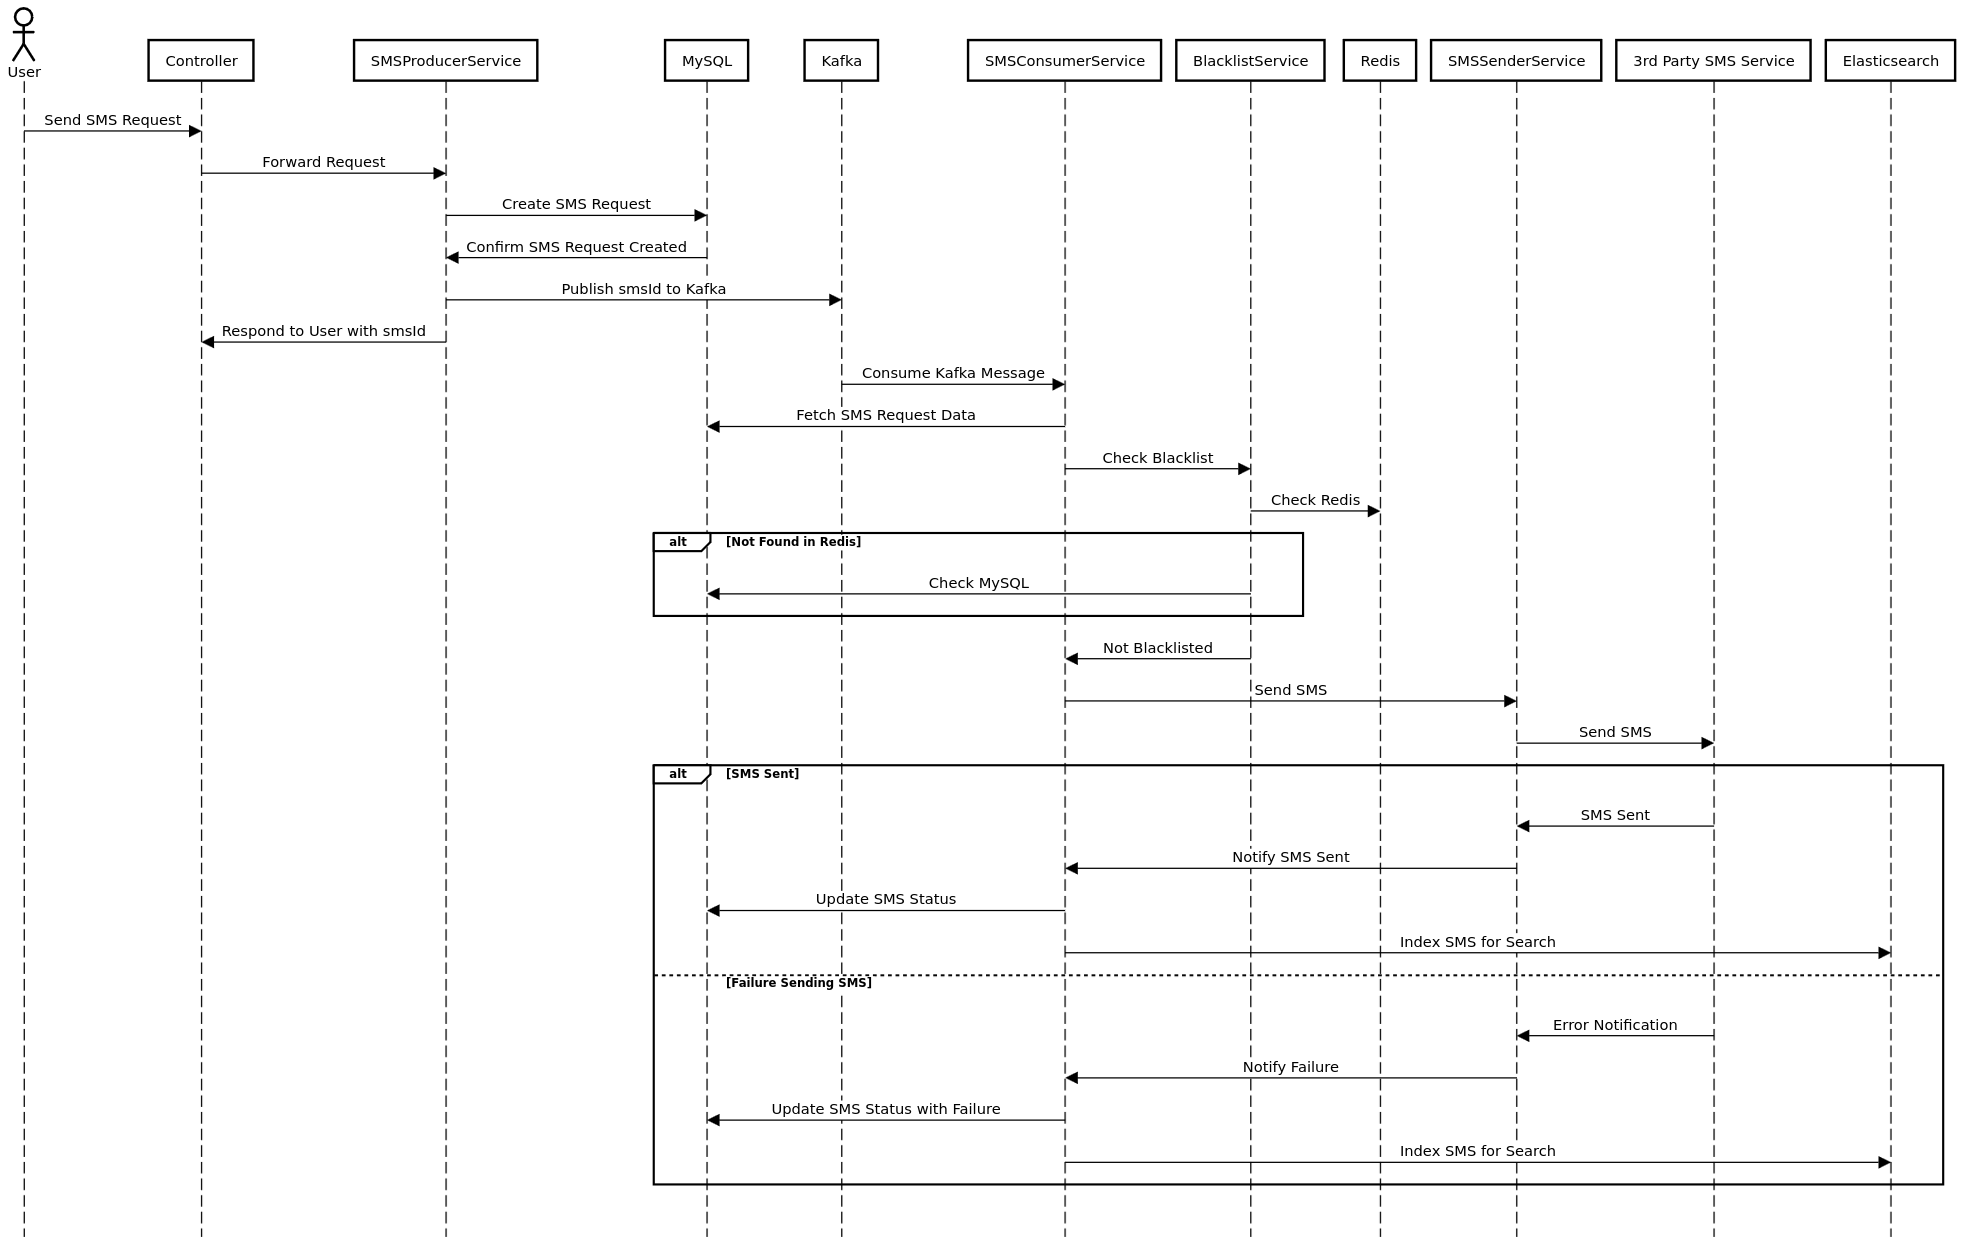 User
Controller
SMSProducerService
MySQL
Kafka
SMSConsumerService
BlacklistService
Redis
SMSSenderService
3rd Party SMS Service
Elasticsearch
Send SMS Request
Forward Request
Create SMS Request
Confirm SMS Request Created
Publish smsId to Kafka
Respond to User with smsId
Consume Kafka Message
Fetch SMS Request Data
Check Blacklist
Check Redis
alt [Not Found in Redis]
Check MySQL
Not Blacklisted
Send SMS
Send SMS
alt [SMS Sent]
SMS Sent
Notify SMS Sent
Update SMS Status
Index SMS for Search
[Failure Sending SMS]
Error Notification
Notify Failure
Update SMS Status with Failure
Index SMS for Search